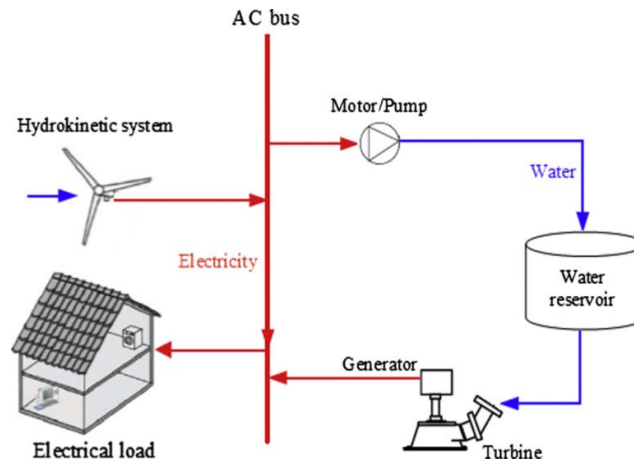 AC bus
Motor/Pump
Hydrokinetic system
Water
Electricity
Water
reservoir
Generator
Electrical load
Turbine